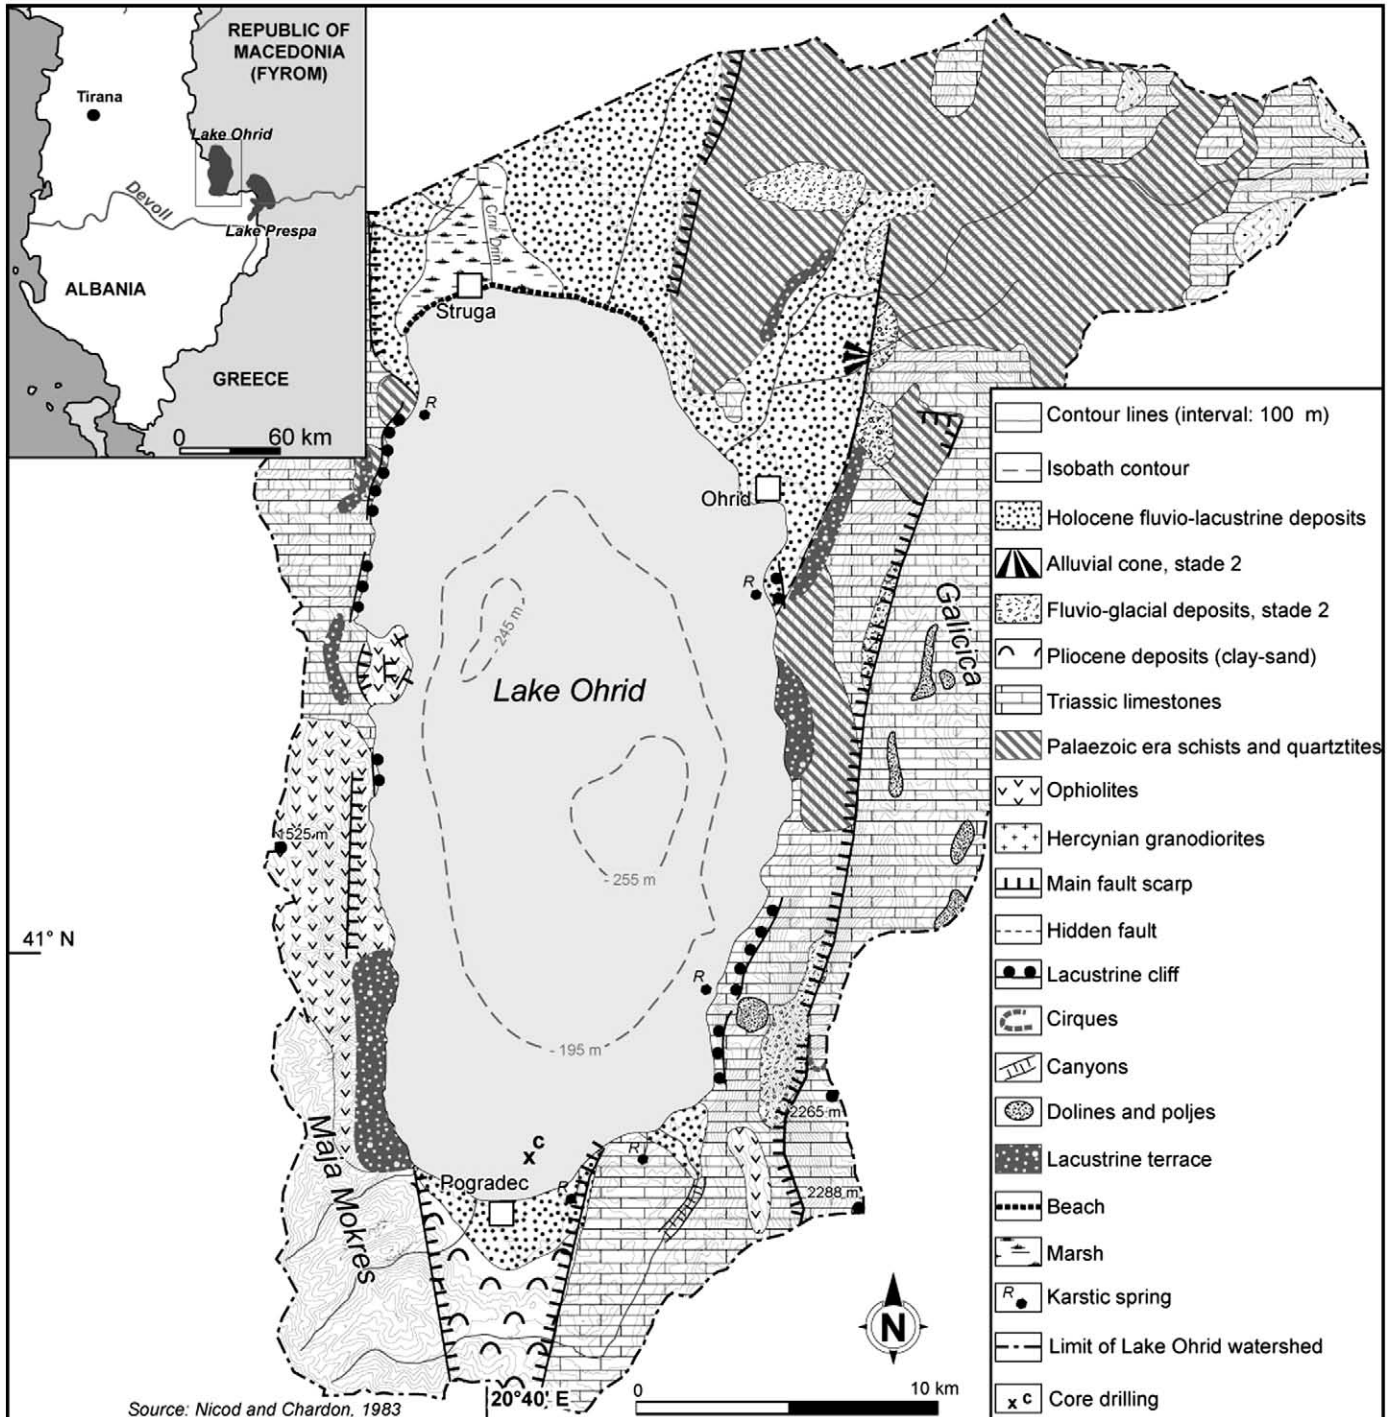 REPUBLIC OF
MACEDONIA
(FYROM)
Tirana
Lake Ohrid
Devoll
Lake Prespa
ALBANIA
GREECE
0 60 km
Crni Drim
Struga
R
Ohrid
R
Galicica
- 245 m -
Lake Ohrid
1525 m
- 255 m
41° N
R
- 195 m
2265 m
Maja Mokres
c
x
R
Pogradec
R
2288 m
N
20°40' E
0 10 km
Source: Nicod and Chardon, 1983
Contour lines (interval: 100 m)
Isobath contour
Holocene fluvio-lacustrine deposits
Alluvial cone, stade 2
Fluvio-glacial deposits, stade 2
Pliocene deposits (clay-sand)
Triassic limestones
Palaezoic era schists and quartztites
Ophiolites
Hercynian granodiorites
Main fault scarp
Hidden fault
Lacustrine cliff
Cirques
Canyons
Dolines and poljes
Lacustrine terrace
Beach
Marsh
R Karstic spring
Limit of Lake Ohrid watershed
x c Core drilling